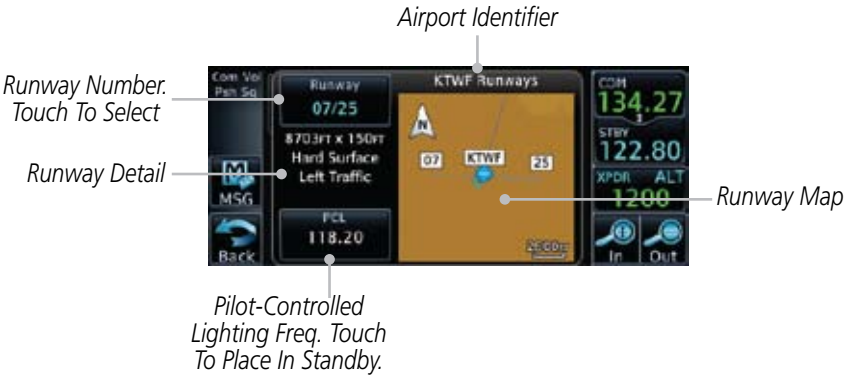 Airport Identifier
Runway Number.
Touch To Select
Runway Detail
Runway Map
Pilot-Controlled
Lighting Freq. Touch
To Place In Standby.
Com Vol
Psh Sq
MSG
Back
Runway
07/25
8703FT x 150FT
Hard Surface
Left Traffic
FCL
118.20
KTWF Runways
N
07
KTWF
25
COM
134.27
STBY
122.80
XPDR ALT
1200
In
Out